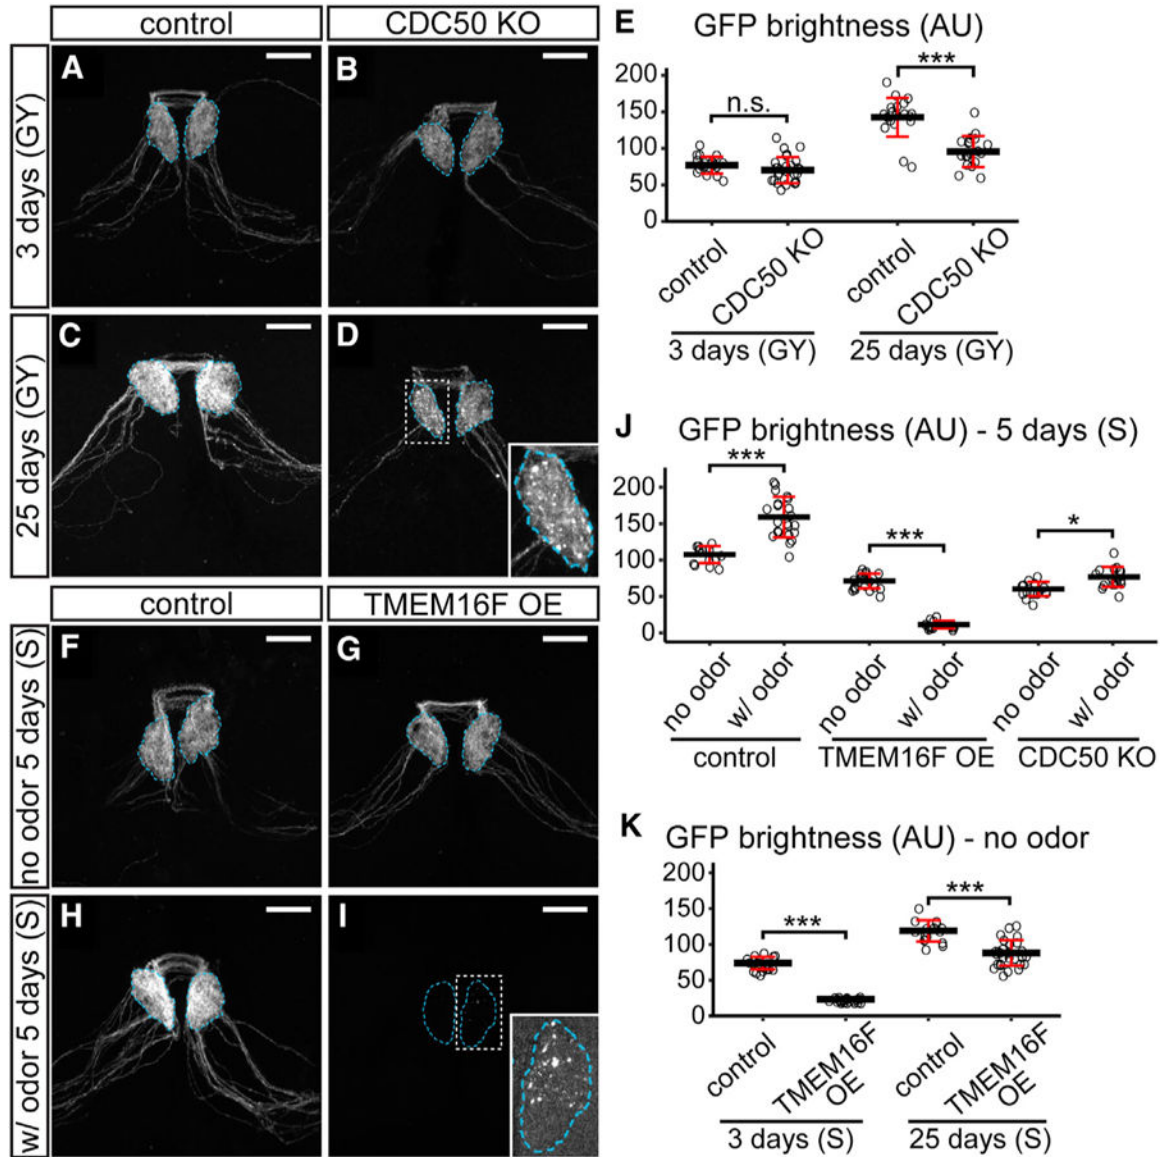 control
CDC50 KO
3 days (GY)
A
B
25 days (GY)
C
D
control
TMEM16F OE
no odor 5 days (S)
F
G
w/ odor 5 days (S)
H
I
E
GFP brightness (AU)
200
150
100
50
0
n.s.
***
control
CDC50 KO
control
CDC50 KO
3 days (GY)
25 days (GY)
J
GFP brightness (AU) - 5 days (S)
200
150
100
50
0
***
***
*
no odor
w/ odor
no odor
w/ odor
no odor
w/ odor
control
TMEM16F OE
CDC50 KO
K
GFP brightness (AU) - no odor
200
150
100
50
0
***
***
control
TMEM16F
OE
control
TMEM16F
OE
3 days (S)
25 days (S)